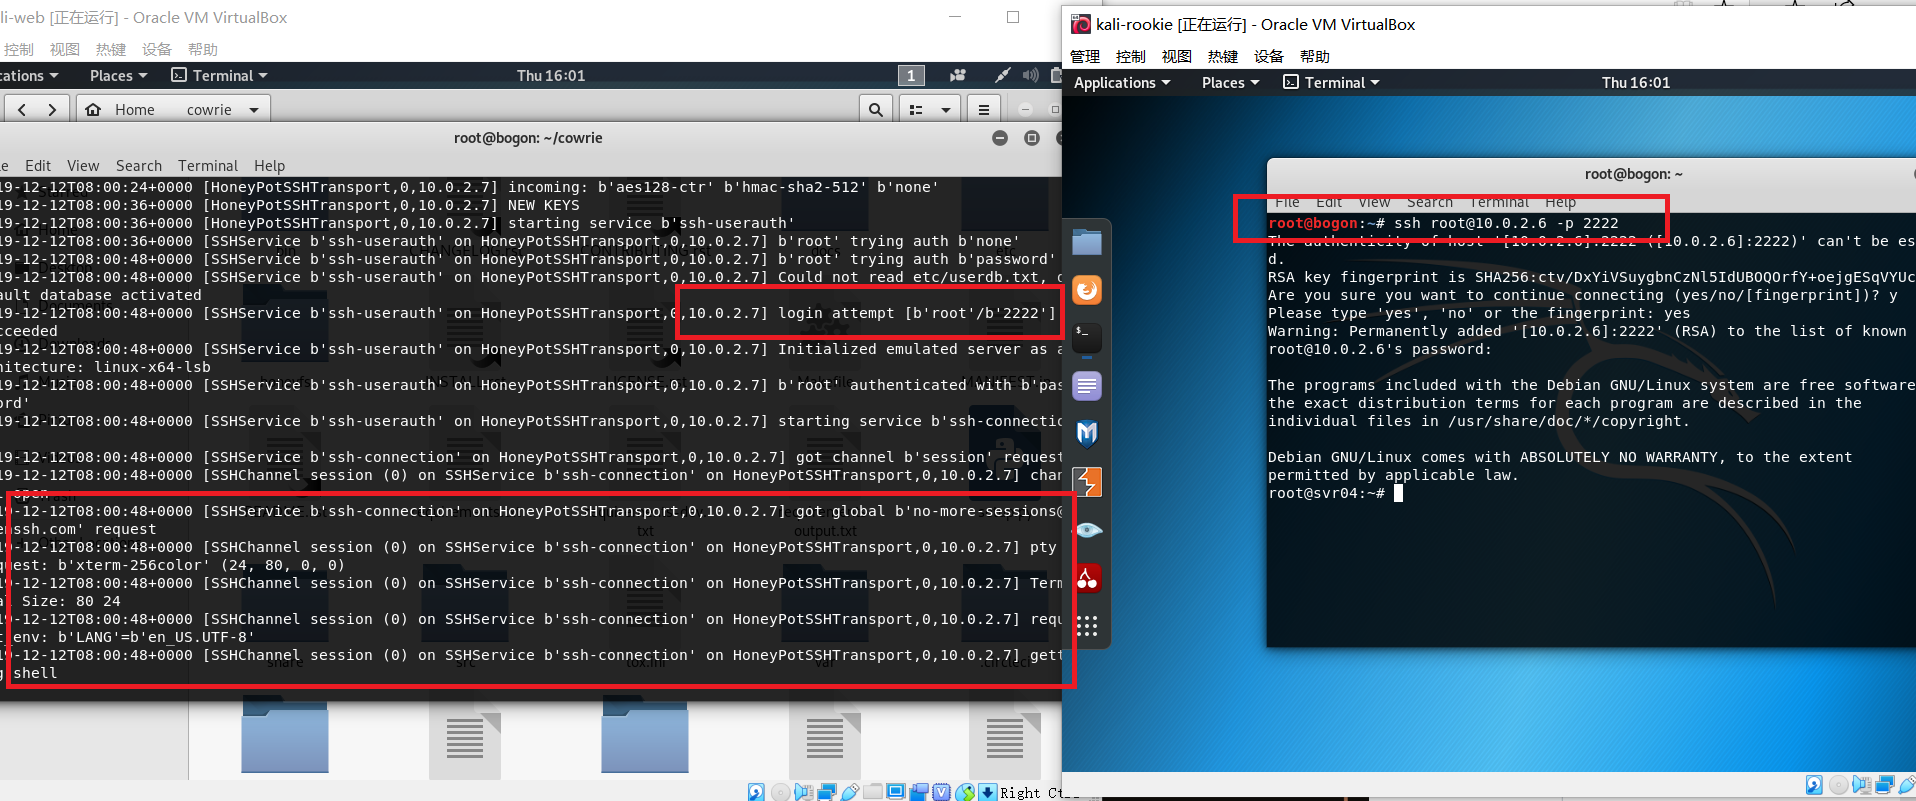 li-web [正在运行] - Oracle VM VirtualBox
控制 视图 热键 设备 帮助
cations Places Terminal Thu 16:01 1
Home cowrie
root@bogon: ~/cowrie
le Edit View Search Terminal Help
19-12-12T08:00:24+0000 [HoneyPotSSHTransport,0,10.0.2.7] incoming: b'aes128-ctr' b'hmac-sha2-512' b'none'
19-12-12T08:00:36+0000 [HoneyPotSSHTransport,0,10.0.2.7] NEW KEYS
19-12-12T08:00:36+0000 [HoneyPotSSHTransport,0,10.0.2.7] starting service b'ssh-userauth'
19-12-12T08:00:36+0000 [SSHService b'ssh-userauth' on HoneyPotSSHTransport,0,10.0.2.7] b'root' trying auth b'none'
19-12-12T08:00:48+0000 [SSHService b'ssh-userauth' on HoneyPotSSHTransport,0,10.0.2.7] b'root' trying auth b'password'
19-12-12T08:00:48+0000 [SSHService b'ssh-userauth' on HoneyPotSSHTransport,0,10.0.2.7] Could not read etc/userdb.txt,
ault database activated
19-12-12T08:00:48+0000 [SSHService b'ssh-userauth' on HoneyPotSSHTransport,0,10.0.2.7] login attempt [b'root'/b'2222']
cceeded
19-12-12T08:00:48+0000 [SSHService b'ssh-userauth' on HoneyPotSSHTransport,0,10.0.2.7] Initialized emulated server as a
hitecture: linux-x64-lsb
19-12-12T08:00:48+0000 [SSHService b'ssh-userauth' on HoneyPotSSHTransport,0,10.0.2.7] b'root' authenticated with b'pas
ord'
19-12-12T08:00:48+0000 [SSHService b'ssh-userauth' on HoneyPotSSHTransport,0,10.0.2.7] starting service b'ssh-connectio
19-12-12T08:00:48+0000 [SSHService b'ssh-connection' on HoneyPotSSHTransport,0,10.0.2.7] got channel b'session' request
19-12-12T08:00:48+0000 [SSHChannel session (0) on SSHService b'ssh-connection' on HoneyPotSSHTransport,0,10.0.2.7] chan
open
19-12-12T08:00:48+0000 [SSHService b'ssh-connection' on HoneyPotSSHTransport,0,10.0.2.7] got global b'no-more-sessions@
enssh.com' request
19-12-12T08:00:48+0000 [SSHChannel session (0) on SSHService b'ssh-connection' on HoneyPotSSHTransport,0,10.0.2.7] pty
quest: b'xterm-256color' (24, 80, 0, 0)
19-12-12T08:00:48+0000 [SSHChannel session (0) on SSHService b'ssh-connection' on HoneyPotSSHTransport,0,10.0.2.7] Term
al Size: 80 24
19-12-12T08:00:48+0000 [SSHChannel session (0) on SSHService b'ssh-connection' on HoneyPotSSHTransport,0,10.0.2.7] requ
t_env: b'LANG'=b'en_US.UTF-8'
19-12-12T08:00:48+0000 [SSHChannel session (0) on SSHService b'ssh-connection' on HoneyPotSSHTransport,0,10.0.2.7] gett
g shell
Right Ctrl
kali-rookie [正在运行] - Oracle VM VirtualBox
管理 控制 视图 热键 设备 帮助
Applications Places Terminal Thu 16:01
root@bogon: ~
File Edit View Search Terminal Help
root@bogon:~# ssh root@10.0.2.6 -p 2222
The authenticity of host '[10.0.2.6]:2222 ([10.0.2.6]:2222)' can't be es
d.
RSA key fingerprint is SHA256:ctv/DxYiVSuygbnCzNl5IdUBOQOrfY+oejgESqVYUc
Are you sure you want to continue connecting (yes/no/[fingerprint])? y
Please type 'yes', 'no' or the fingerprint: yes
Warning: Permanently added '[10.0.2.6]:2222' (RSA) to the list of known
root@10.0.2.6's password:
The programs included with the Debian GNU/Linux system are free software
the exact distribution terms for each program are described in the
individual files in /usr/share/doc/*/copyright.
Debian GNU/Linux comes with ABSOLUTELY NO WARRANTY, to the extent
permitted by applicable law.
root@svr04:~#